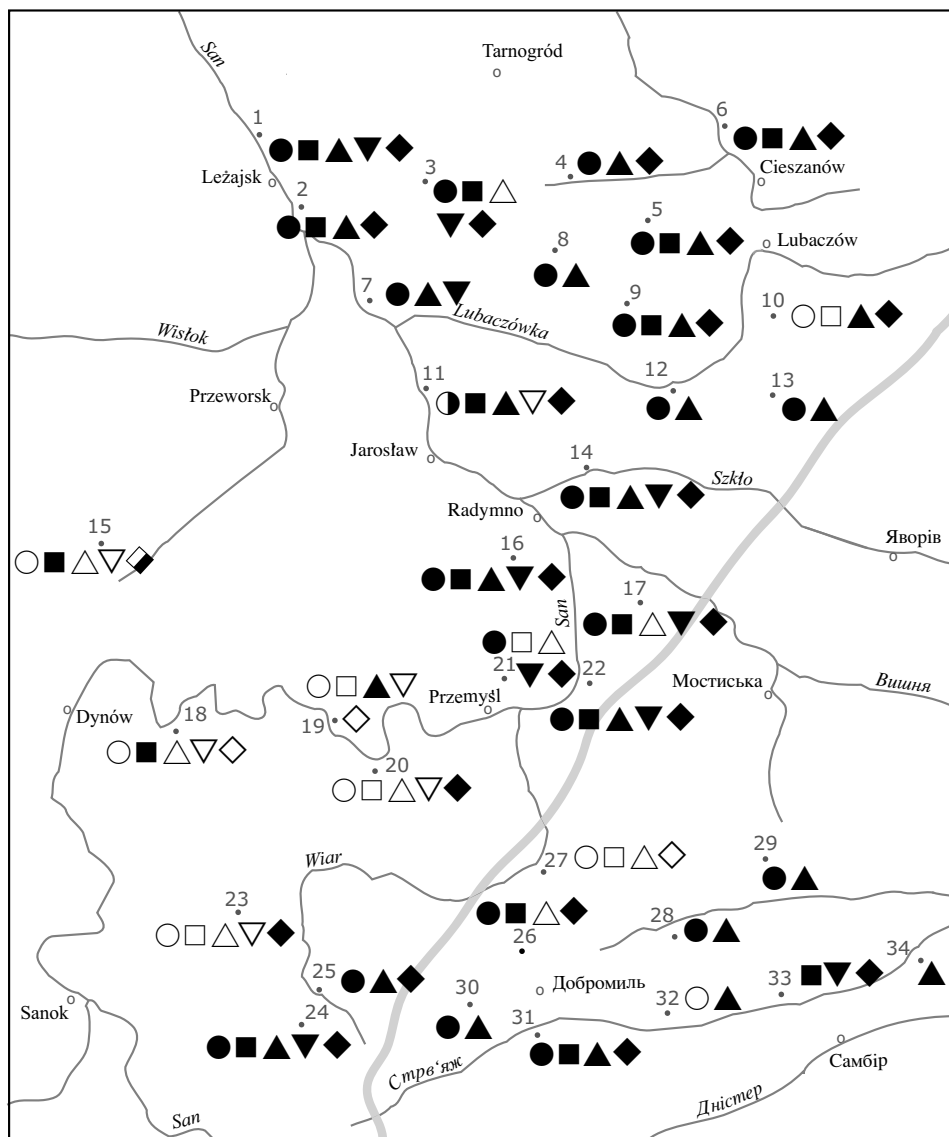 San
Tarnogród
1
6
Leżajsk
3
4
Cieszanów
2
5
8
Lubaczów
7
9
10
Lubaczówka
Wisłok
11
12
13
Przeworsk
Jarosław
14
Szkło
Radymno
15
16
Яворів
17
San
21
22
Мостиська
Вишня
Dynów
18
19
Przemyśl
20
Wiar
27
29
23
28
26
34
25
33
Sanok
30
Добромиль
32
24
31
Стрв‘яж
Самбір
San
Дністер